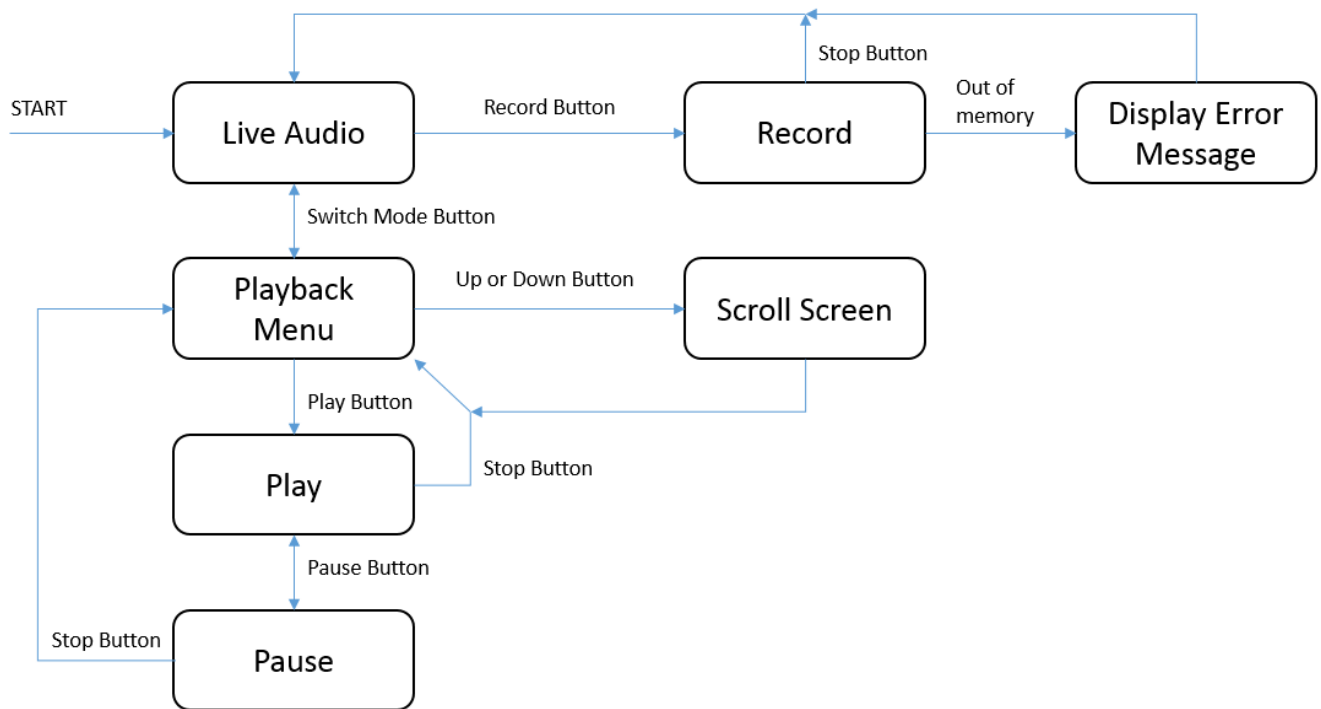 Stop Button
START
Live Audio
Record Button
Record
Out of
memory
Display Error
Message
Switch Mode Button
Playback
Menu
Up or Down Button
Scroll Screen
Play Button
Play
Stop Button
Pause Button
Stop Button
Pause